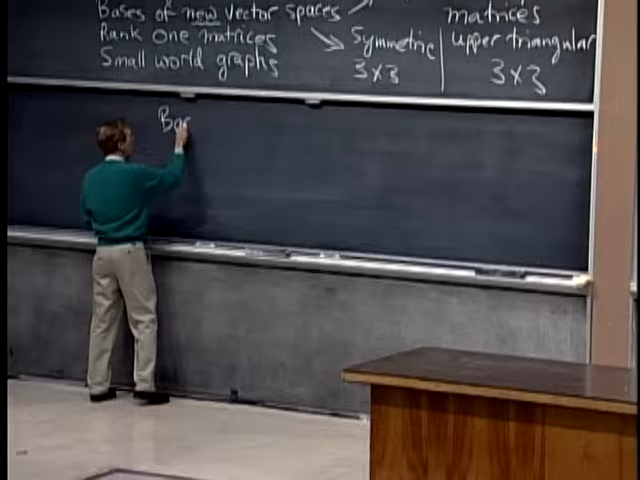 Bases of new vector spaces
Rank One matrices
Small world graphs
Symmetric
3x3
matrices
upper triangular
3x3
Bas